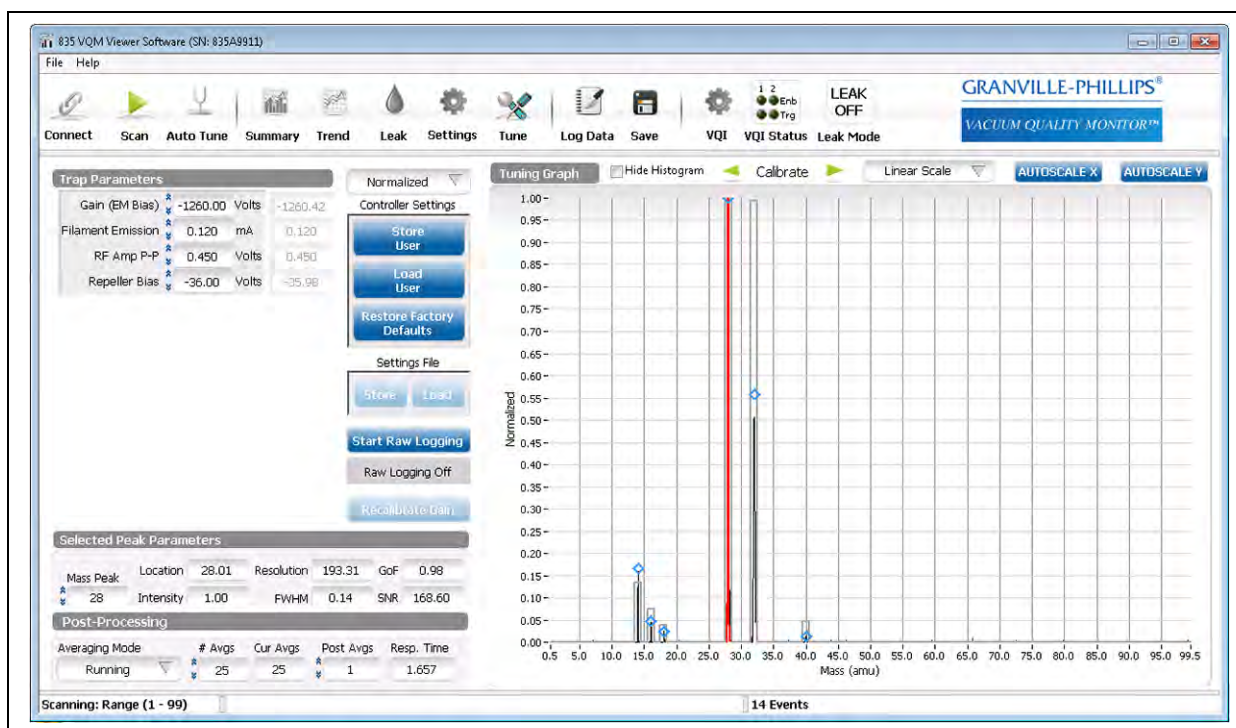 835 VQM Viewer Software (SN: 835A9911)
File Help
Connect Scan Auto Tune Summary Trend Leak Settings Tune Log Data Save VQI VQI Status Leak Mode
1 2
Enb
Trg
LEAK
OFF
GRANVILLE-PHILLIPS®
VACUUM QUALITY MONITOR™
Trap Parameters
Gain (EM Bias) -1260.00 Volts -1260.42
Filament Emission 0.120 mA 0.120
RF Amp P-P 0.450 Volts 0.450
Repeller Bias -36.00 Volts -35.98
Normalized
Controller Settings
Store
User
Load
User
Restore Factory
Defaults
Settings File
Store Load
Start Raw Logging
Raw Logging Off
Recalibrate Gain
Selected Peak Parameters
Mass Peak Location 28.01 Resolution 193.31 GoF 0.98
28 Intensity 1.00 FWHM 0.14 SNR 168.60
Post-Processing
Averaging Mode # Avgs Cur Avgs Post Avgs Resp. Time
Running 25 25 1 1.657
Tuning Graph Hide Histogram Calibrate Linear Scale AUTOSCALE X AUTOSCALE Y
Normalized
1.00
0.95
0.90
0.85
0.80
0.75
0.70
0.65
0.60
0.55
0.50
0.45
0.40
0.35
0.30
0.25
0.20
0.15
0.10
0.05
0.00
0.5 5.0 10.0 15.0 20.0 25.0 30.0 35.0 40.0 45.0 50.0 55.0 60.0 65.0 70.0 75.0 80.0 85.0 90.0 95.0 99.5
Mass (amu)
Scanning: Range (1 - 99) 14 Events